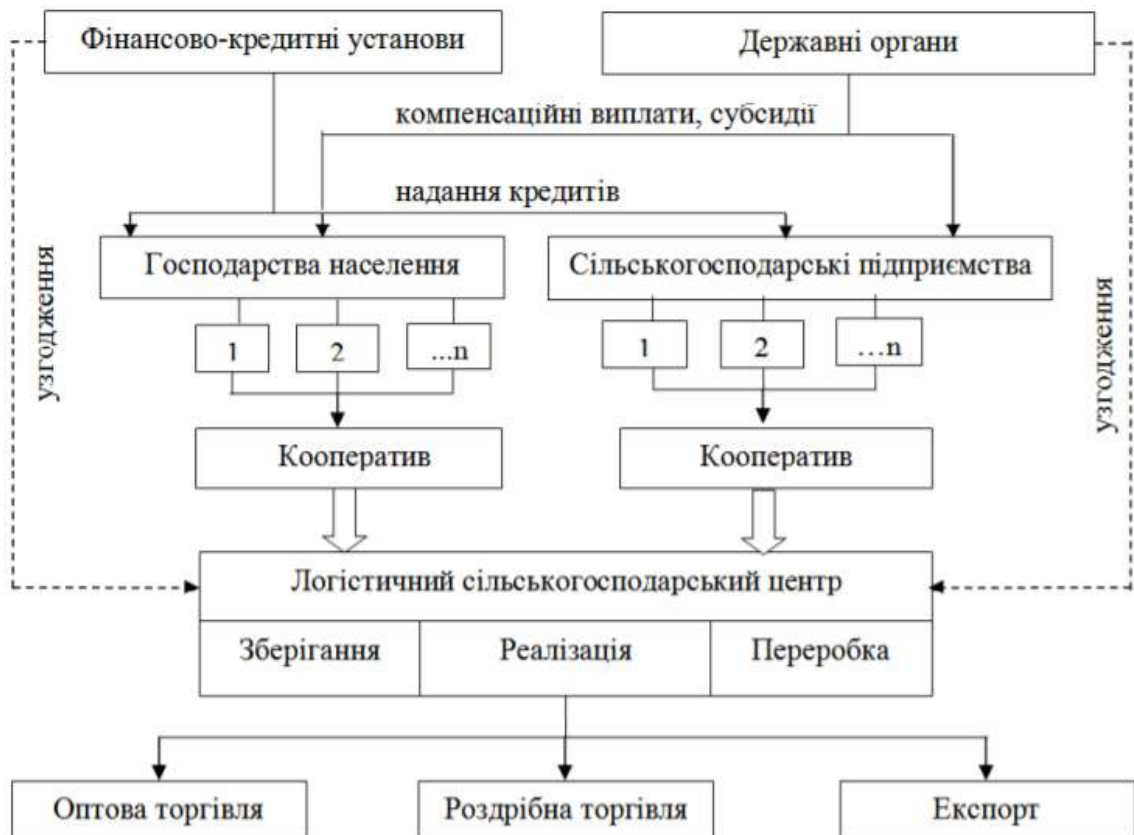 Фінансово-кредитні установи
Державні органи
компенсаційні виплати, субсидії
надання кредитів
узгодження
узгодження
Господарства населення
Сільськогосподарські підприємства
1
2
...n
1
2
…n
Кооператив
Кооператив
Логістичний сільськогосподарський центр
Зберігання
Реалізація
Переробка
Оптова торгівля
Роздрібна торгівля
Експорт